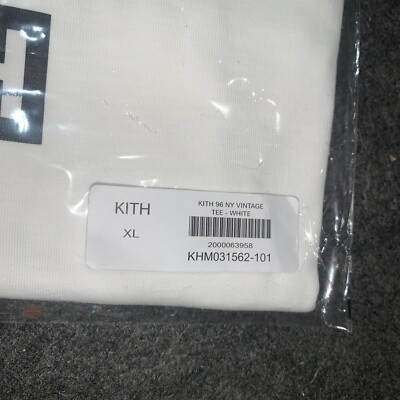 KITH
XL
KITH 96 NY VINTAGE
TEE - WHITE
2000063958
KHM031562-101